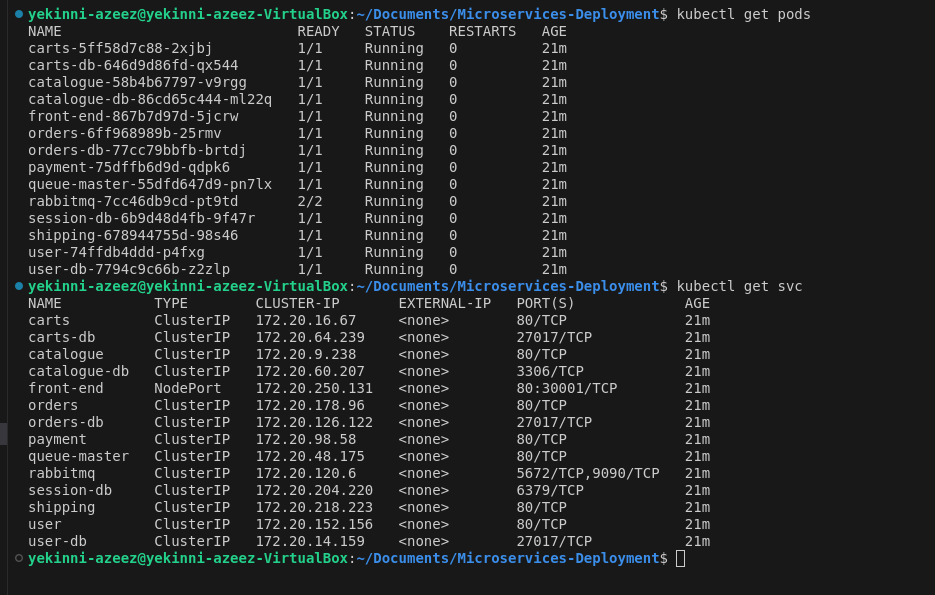 yekinni-azeez@yekinni-azeez-VirtualBox:~/Documents/Microservices-Deployment$ kubectl get pods
NAME                            READY   STATUS    RESTARTS   AGE
carts-5ff58d7c88-2xjbj          1/1     Running   0          21m
carts-db-646d9d86fd-qx544       1/1     Running   0          21m
catalogue-58b4b67797-v9rgg      1/1     Running   0          21m
catalogue-db-86cd65c444-ml22q   1/1     Running   0          21m
front-end-867b7d97d-5jcrw       1/1     Running   0          21m
orders-6ff968989b-25rmv         1/1     Running   0          21m
orders-db-77cc79bbfb-brtdj      1/1     Running   0          21m
payment-75dffb6d9d-qdpk6        1/1     Running   0          21m
queue-master-55dfd647d9-pn7lx   1/1     Running   0          21m
rabbitmq-7cc46db9cd-pt9td       2/2     Running   0          21m
session-db-6b9d48d4fb-9f47r     1/1     Running   0          21m
shipping-678944755d-98s46       1/1     Running   0          21m
user-74ffdb4ddd-p4fxg           1/1     Running   0          21m
user-db-7794c9c66b-z2zlp        1/1     Running   0          21m
yekinni-azeez@yekinni-azeez-VirtualBox:~/Documents/Microservices-Deployment$ kubectl get svc
NAME           TYPE        CLUSTER-IP       EXTERNAL-IP   PORT(S)             AGE
carts          ClusterIP   172.20.16.67     <none>        80/TCP              21m
carts-db       ClusterIP   172.20.64.239    <none>        27017/TCP           21m
catalogue      ClusterIP   172.20.9.238     <none>        80/TCP              21m
catalogue-db   ClusterIP   172.20.60.207    <none>        3306/TCP            21m
front-end      NodePort    172.20.250.131   <none>        80:30001/TCP        21m
orders         ClusterIP   172.20.178.96    <none>        80/TCP              21m
orders-db      ClusterIP   172.20.126.122   <none>        27017/TCP           21m
payment        ClusterIP   172.20.98.58     <none>        80/TCP              21m
queue-master   ClusterIP   172.20.48.175    <none>        80/TCP              21m
rabbitmq       ClusterIP   172.20.120.6     <none>        5672/TCP,9090/TCP   21m
session-db     ClusterIP   172.20.204.220   <none>        6379/TCP            21m
shipping       ClusterIP   172.20.218.223   <none>        80/TCP              21m
user           ClusterIP   172.20.152.156   <none>        80/TCP              21m
user-db        ClusterIP   172.20.14.159    <none>        27017/TCP           21m
yekinni-azeez@yekinni-azeez-VirtualBox:~/Documents/Microservices-Deployment$